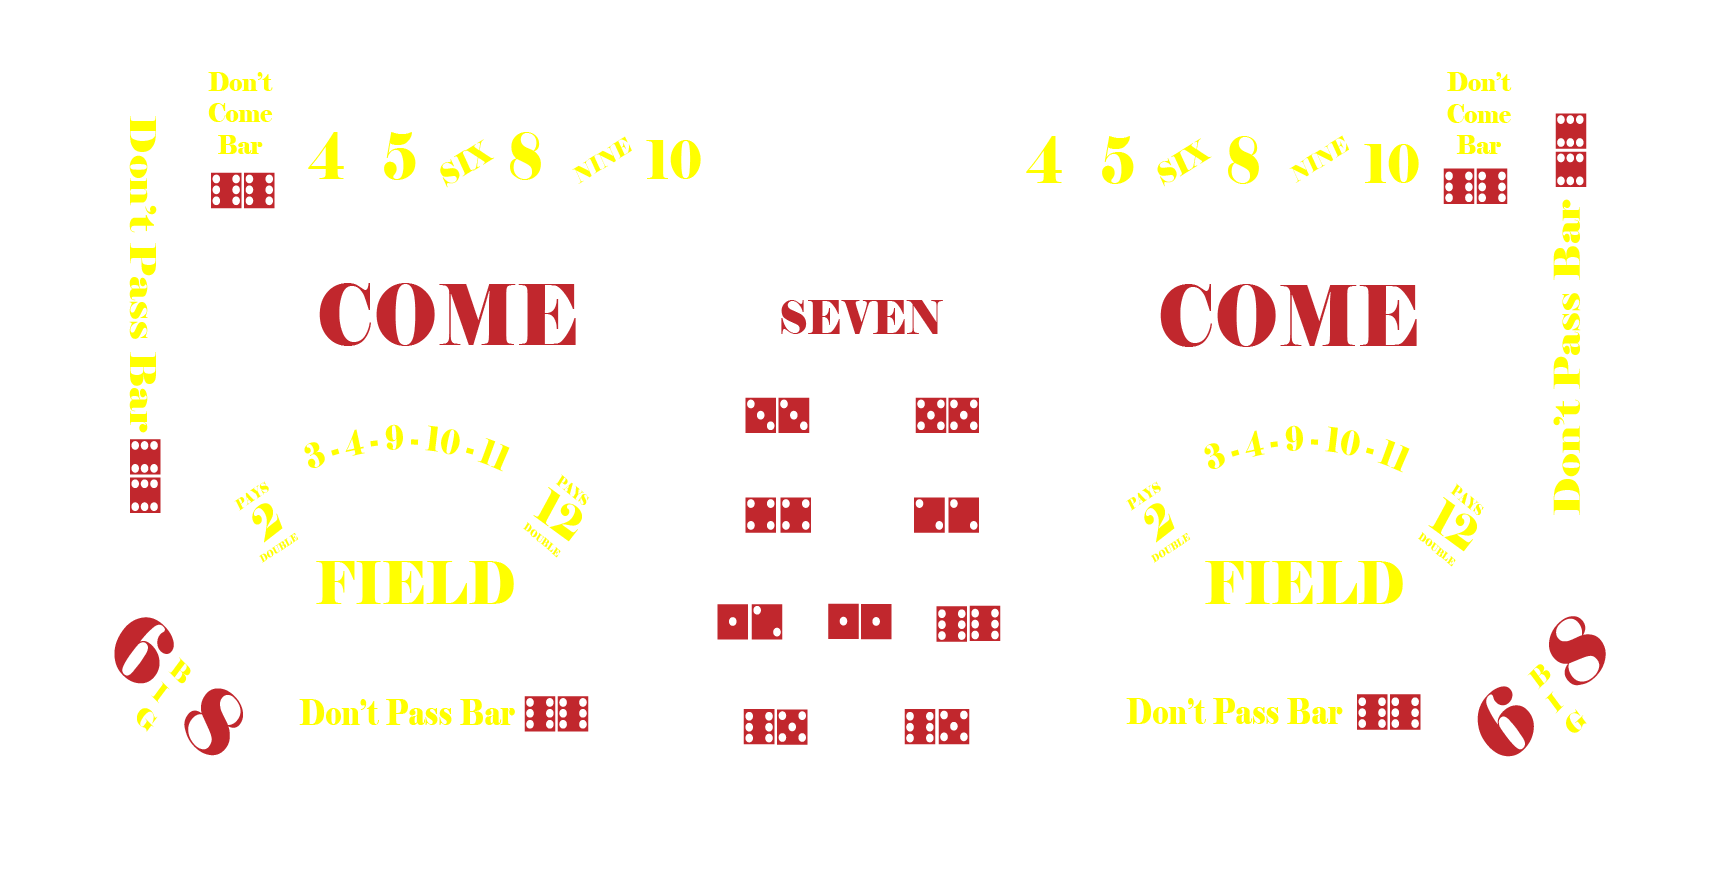 Don't
Come
Bar
4 5 SIX 8 NINE 10
Don't Pass Bar
COME
3 - 4 - 9 - 10 - 11
PAYS
2
DOUBLE
PAYS
12
DOUBLE
FIELD
6 8
BIG
Don't Pass Bar
SEVEN
4 5 SIX 8 NINE 10
Don't
Come
Bar
Don't Pass Bar
COME
3 - 4 - 9 - 10 - 11
PAYS
2
DOUBLE
PAYS
12
DOUBLE
FIELD
Don't Pass Bar
6 8
BIG